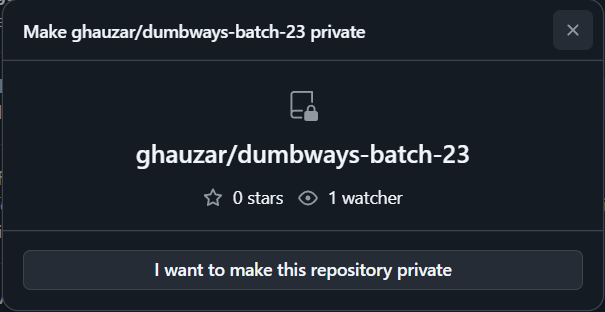 Make ghauzar/dumbways-batch-23 private
ghauzar/dumbways-batch-23
0 stars 1 watcher
I want to make this repository private